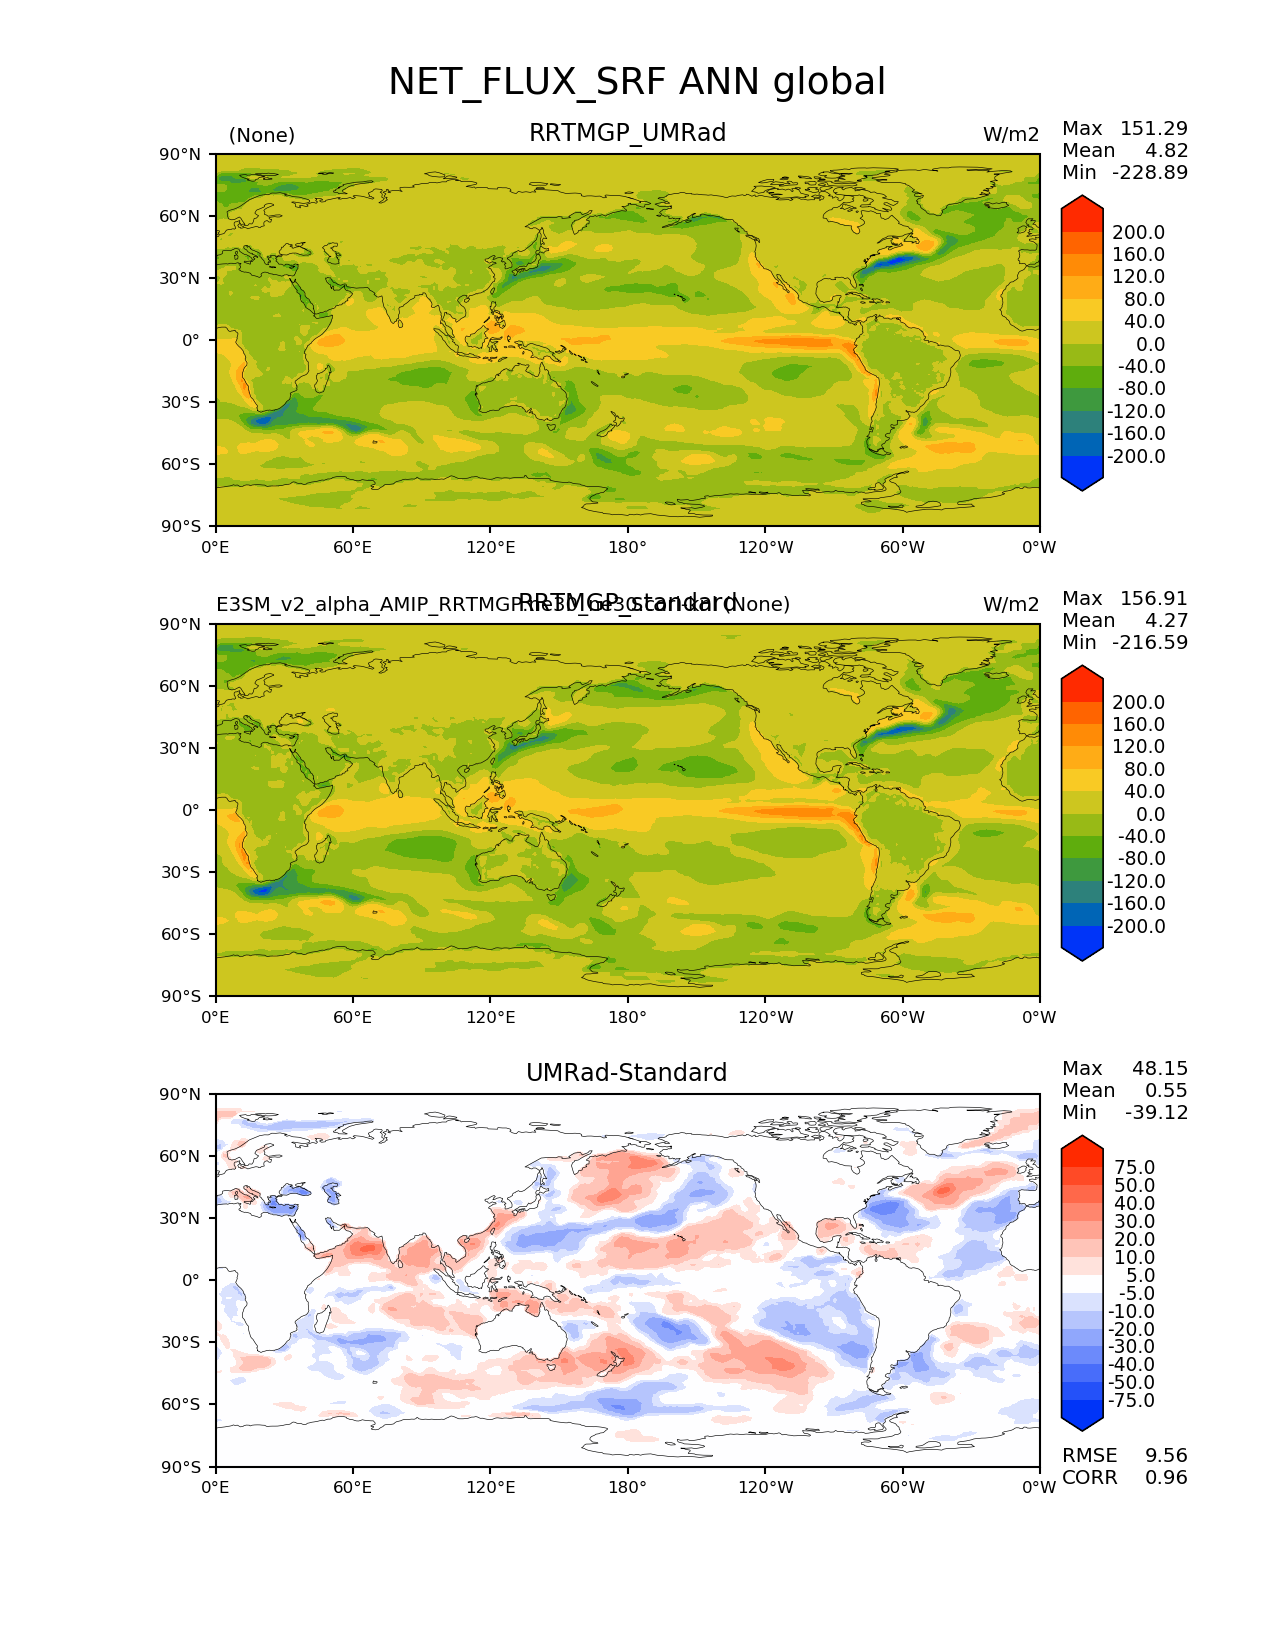 NET_FLUX_SRF ANN global
(None) RRTMGP_UMRad W/m2
Max 151.29
Mean 4.82
Min -228.89
90°N
60°N
30°N
0°
30°S
60°S
90°S
0°E 60°E 120°E 180° 120°W 60°W 0°W
200.0
160.0
120.0
80.0
40.0
0.0
-40.0
-80.0
-120.0
-160.0
-200.0
E3SM_v2_alpha_AMIP_RRTMGP (None) RRTMGP_standard W/m2
Max 156.91
Mean 4.27
Min -216.59
90°N
60°N
30°N
0°
30°S
60°S
90°S
0°E 60°E 120°E 180° 120°W 60°W 0°W
200.0
160.0
120.0
80.0
40.0
0.0
-40.0
-80.0
-120.0
-160.0
-200.0
UMRad-Standard
Max 48.15
Mean 0.55
Min -39.12
90°N
60°N
30°N
0°
30°S
60°S
90°S
0°E 60°E 120°E 180° 120°W 60°W 0°W
75.0
50.0
40.0
30.0
20.0
10.0
5.0
-5.0
-10.0
-20.0
-30.0
-40.0
-50.0
-75.0
RMSE 9.56
CORR 0.96